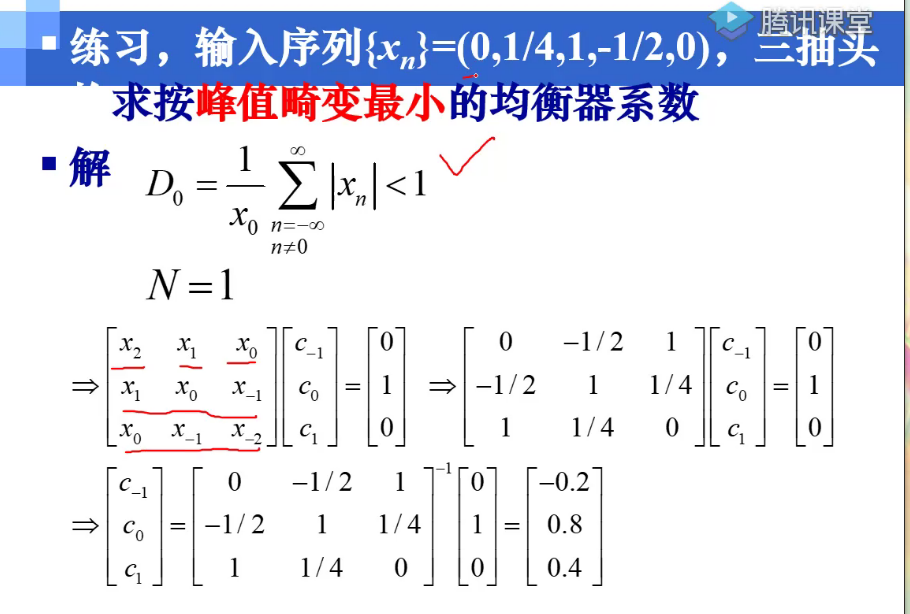 腾讯课堂
练习，输入序列{xₙ}=(0,1/4,1,-1/2,0)，三抽头
求按峰值畸变最小的均衡器系数
解
D₀ = 1/x₀ ∑_{n=-∞, n≠0}^{∞} |xₙ| < 1
N = 1
⇒ [x₂ x₁ x₀; x₁ x₀ x₋₁; x₀ x₋₁ x₋₂] [c₋₁; c₀; c₁] = [0; 1; 0] ⇒ [0 -1/2 1; -1/2 1 1/4; 1 1/4 0] [c₋₁; c₀; c₁] = [0; 1; 0]
⇒ [c₋₁; c₀; c₁] = [0 -1/2 1; -1/2 1 1/4; 1 1/4 0]⁻¹ [0; 1; 0] = [-0.2; 0.8; 0.4]